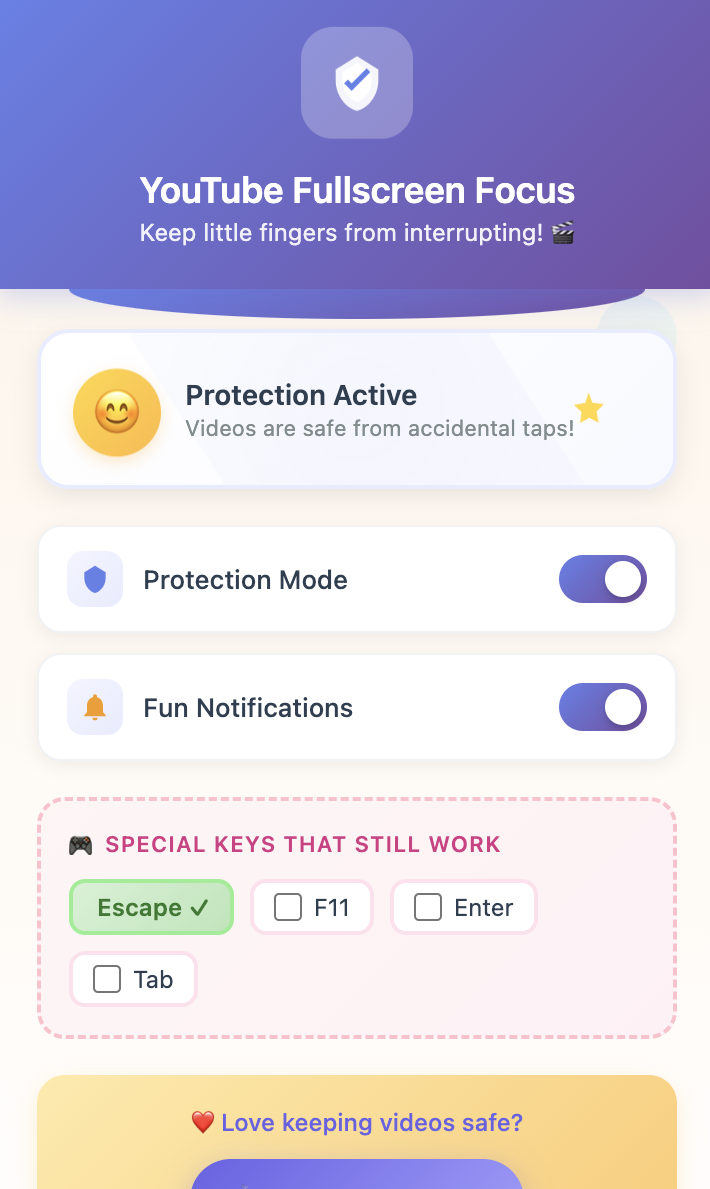 YouTube Fullscreen Focus
Keep little fingers from interrupting! 🎬
Protection Active
Videos are safe from accidental taps!
Protection Mode
Fun Notifications
🎮 SPECIAL KEYS THAT STILL WORK
Escape ✓ F11 Enter
Tab
❤️ Love keeping videos safe?